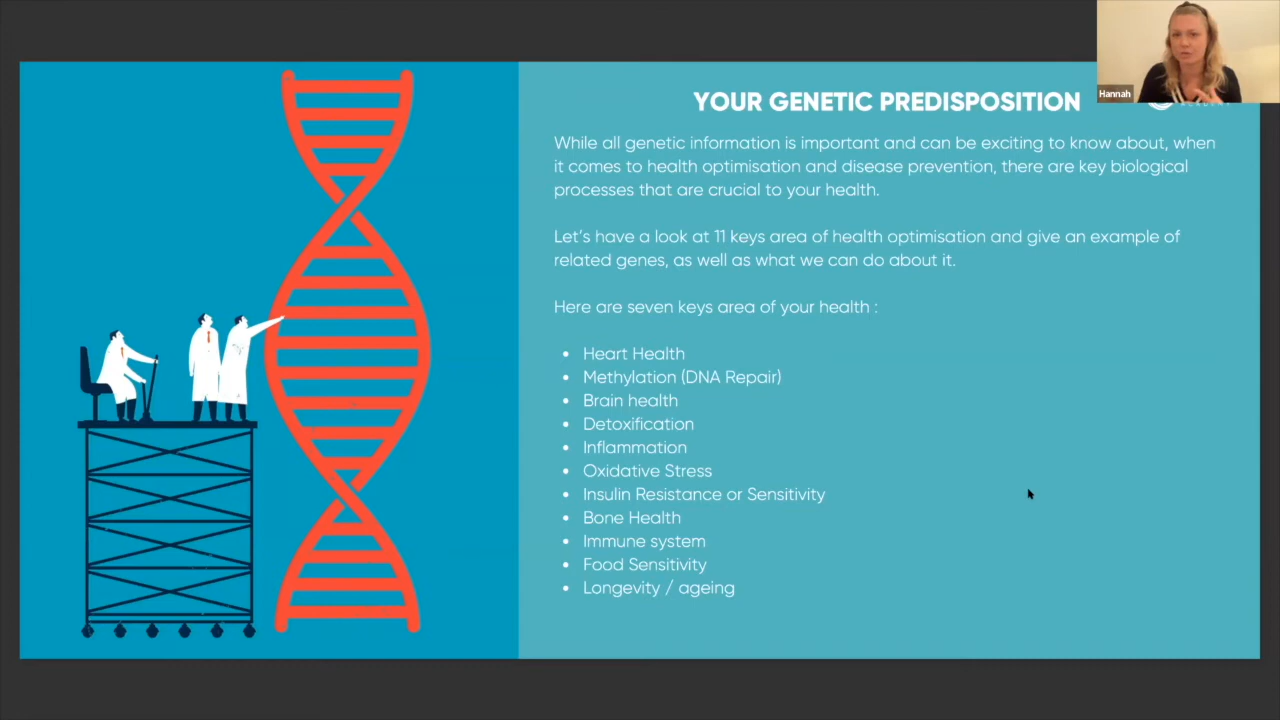 Hannah
YOUR GENETIC PREDISPOSITION
While all genetic information is important and can be exciting to know about, when
it comes to health optimisation and disease prevention, there are key biological
processes that are crucial to your health.
Let's have a look at 11 keys area of health optimisation and give an example of
related genes, as well as what we can do about it.
Here are seven keys area of your health :
• Heart Health
• Methylation (DNA Repair)
• Brain health
• Detoxification
• Inflammation
• Oxidative Stress
• Insulin Resistance or Sensitivity
• Bone Health
• Immune system
• Food Sensitivity
• Longevity / ageing